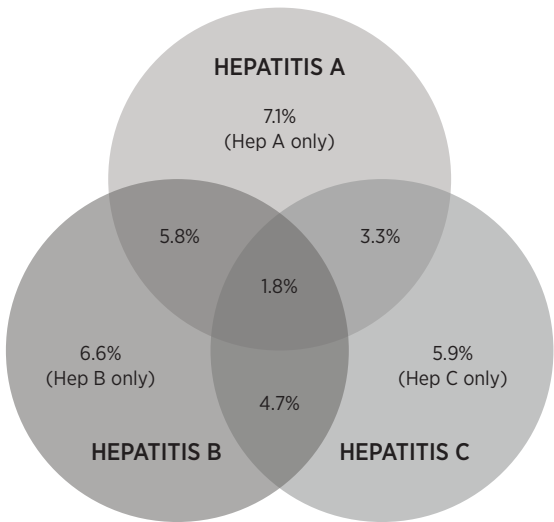 HEPATITIS A
7.1%
(Hep A only)
5.8%
3.3%
1.8%
6.6%
(Hep B only)
5.9%
(Hep C only)
4.7%
HEPATITIS B
HEPATITIS C